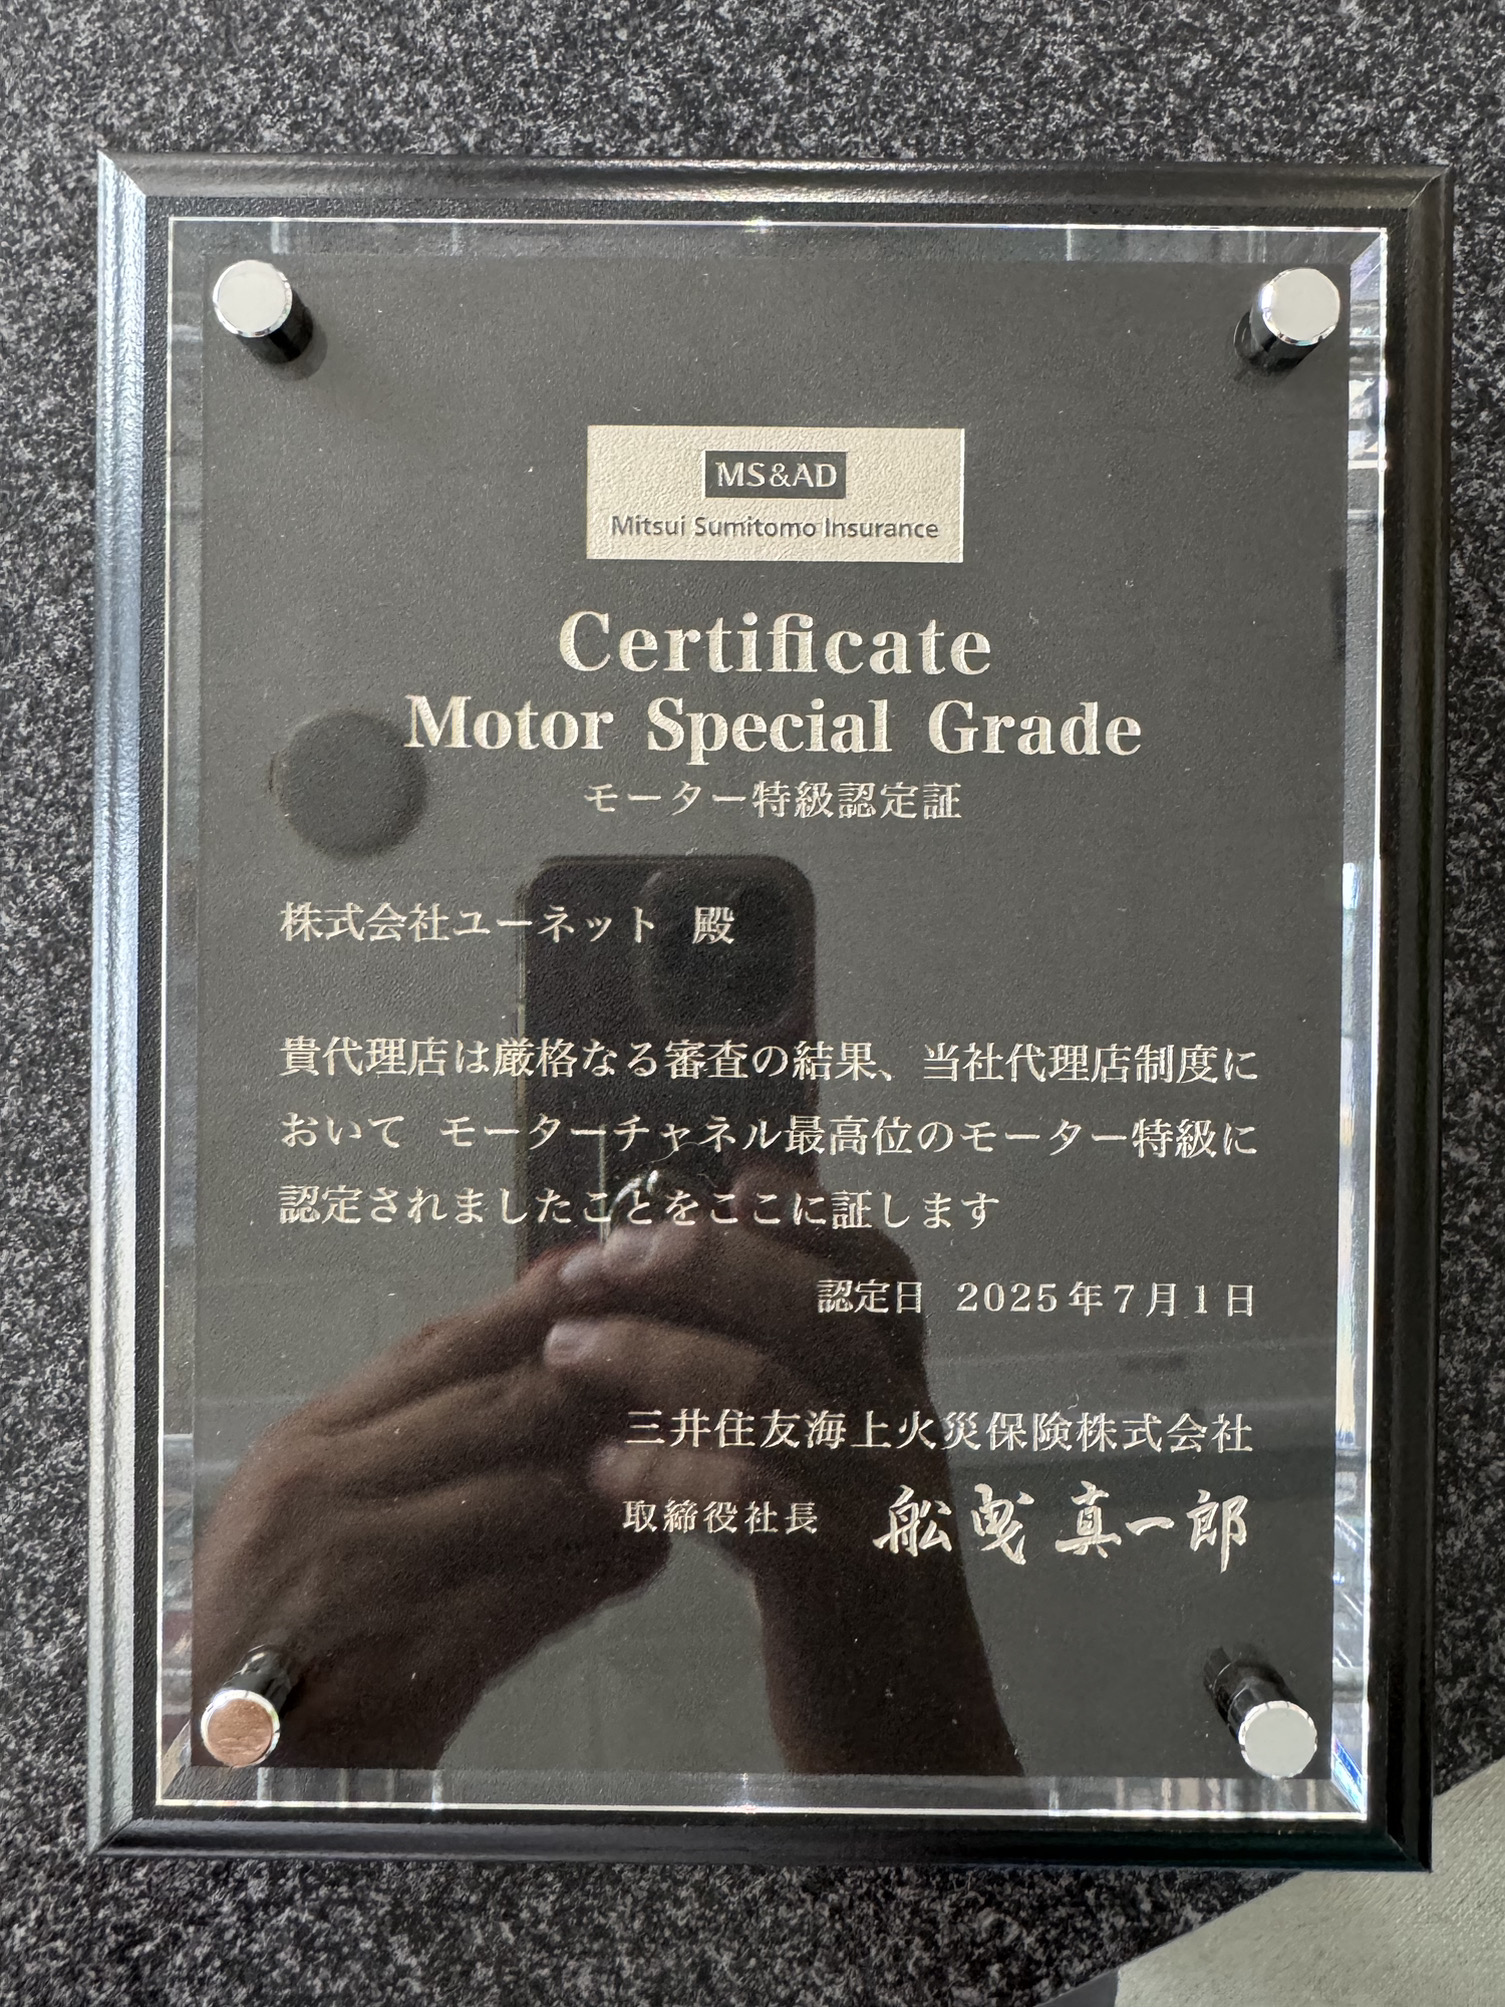 MS&AD
Mitsui Sumitomo Insurance
Certificate
Motor Special Grade
モーター特級認定証
株式会社ユーネット 殿
貴代理店は厳格なる審査の結果、当社代理店制度に
おいて モーターチャネル最高位のモーター特級に
認定されましたことをここに証します
認定日 2025年7月1日
三井住友海上火災保険株式会社
取締役社長 舩曵真一郎